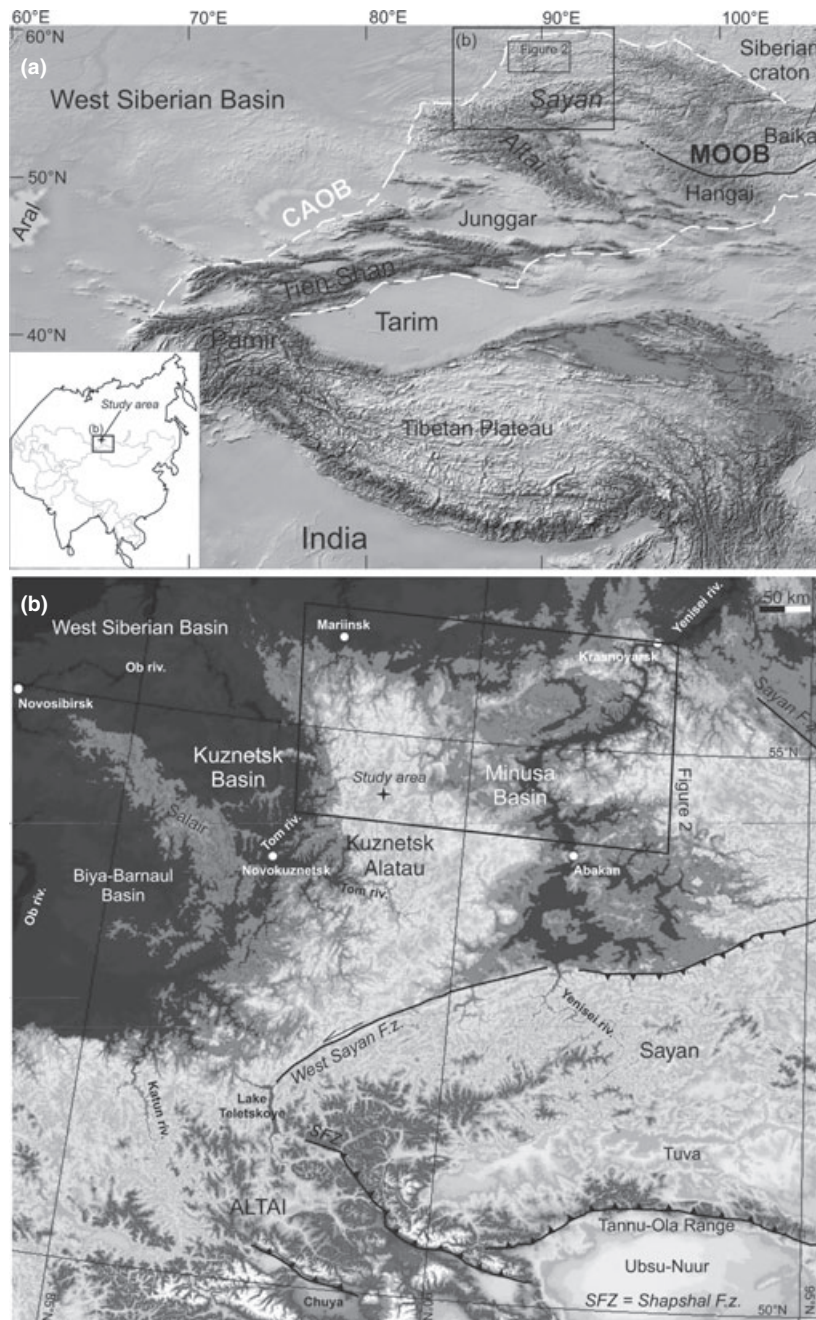 60°E
70°E
80°E
90°E
100°E
60°N
(a)
(b)
Figure 2
Siberian
craton
West Siberian Basin
Sayan
Baikal
Altai
MOOB
50°N
Hangai
CAOB
Aral
Junggar
Tien Shan
Tarim
40°N
Pamir
Study area
(b)
Tibetan Plateau
India
(b)
50 km
West Siberian Basin
Mariinsk
Yenisei riv.
Ob riv.
Krasnoyarsk
Novosibirsk
Sayan F.z.
Kuznetsk
Basin
55°N
Study area
Minusa
Basin
Figure 2
Salair
Tom riv.
Kuznetsk
Alatau
Biya-Barnaul
Basin
Novokuznetsk
Abakan
Tom riv.
Ob riv.
Yenisei riv.
West Sayan F.z.
Sayan
Katun riv.
Lake
Teletskoye
SFZ
Tuva
ALTAI
Tannu-Ola Range
Ubsu-Nuur
Chuya
SFZ = Shapshal F.z.
85°E
90°E
50°N
95°E